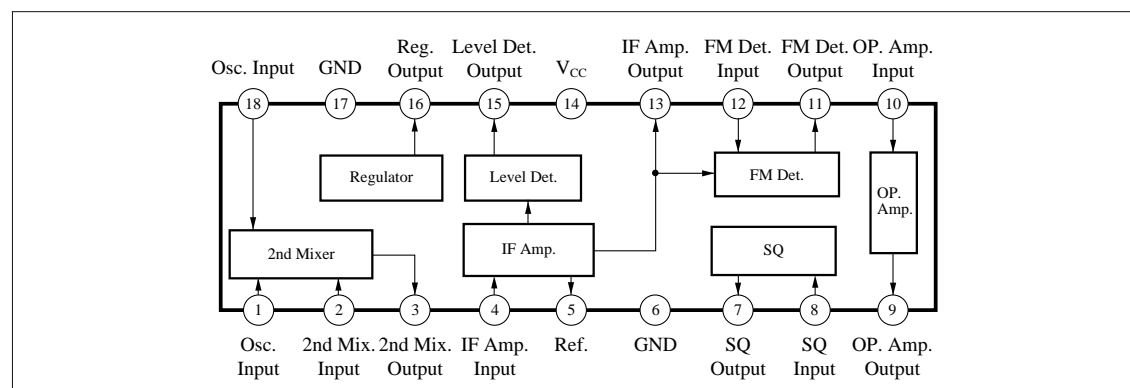 Osc. Input
GND
Reg.
Output
Level Det.
Output
VCC
IF Amp.
Output
FM Det.
Input
FM Det.
Output
OP. Amp.
Input
18
17
16
15
14
13
12
11
10
Regulator
Level Det.
FM Det.
OP.
Amp.
2nd Mixer
IF Amp.
SQ
1
2
3
4
5
6
7
8
9
Osc.
Input
2nd Mix.
Input
2nd Mix.
Output
IF Amp.
Input
Ref.
GND
SQ
Output
SQ
Input
OP. Amp.
Output